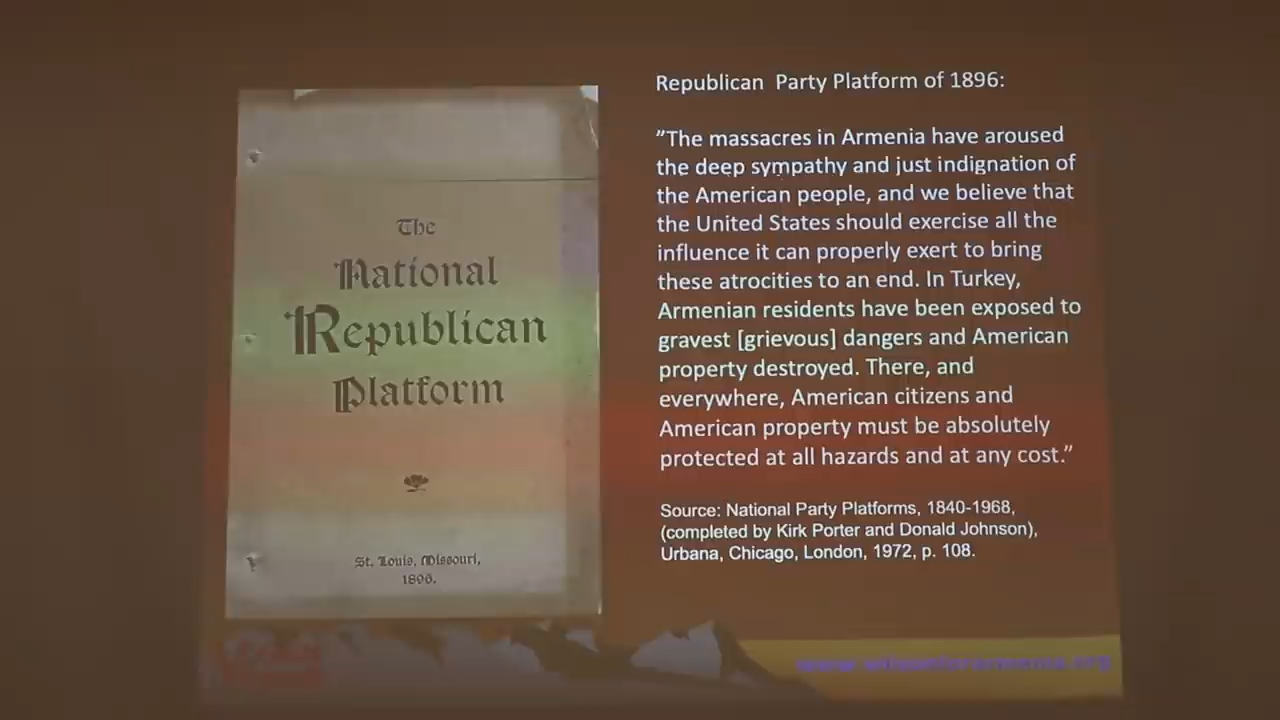 The
National
Republican
Platform
St. Louis, Missouri,
1896.
Republican Party Platform of 1896:
”The massacres in Armenia have aroused
the deep sympathy and just indignation of
the American people, and we believe that
the United States should exercise all the
influence it can properly exert to bring
these atrocities to an end. In Turkey,
Armenian residents have been exposed to
gravest [grievous] dangers and American
property destroyed. There, and
everywhere, American citizens and
American property must be absolutely
protected at all hazards and at any cost.”
Source: National Party Platforms, 1840-1968,
(completed by Kirk Porter and Donald Johnson),
Urbana, Chicago, London, 1972, p. 108.